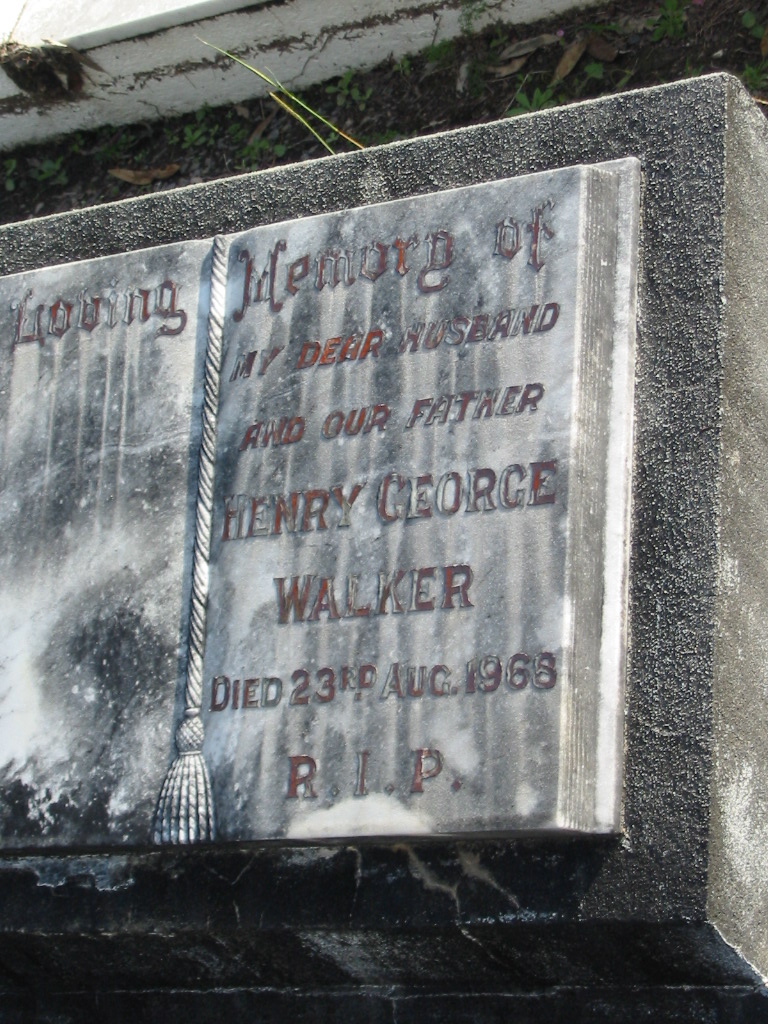 Loving
Memory of
MY DEAR HUSBAND
AND OUR FATHER
HENRY GEORGE
WALKER
DIED 23RD AUG. 1968
R.I.P.